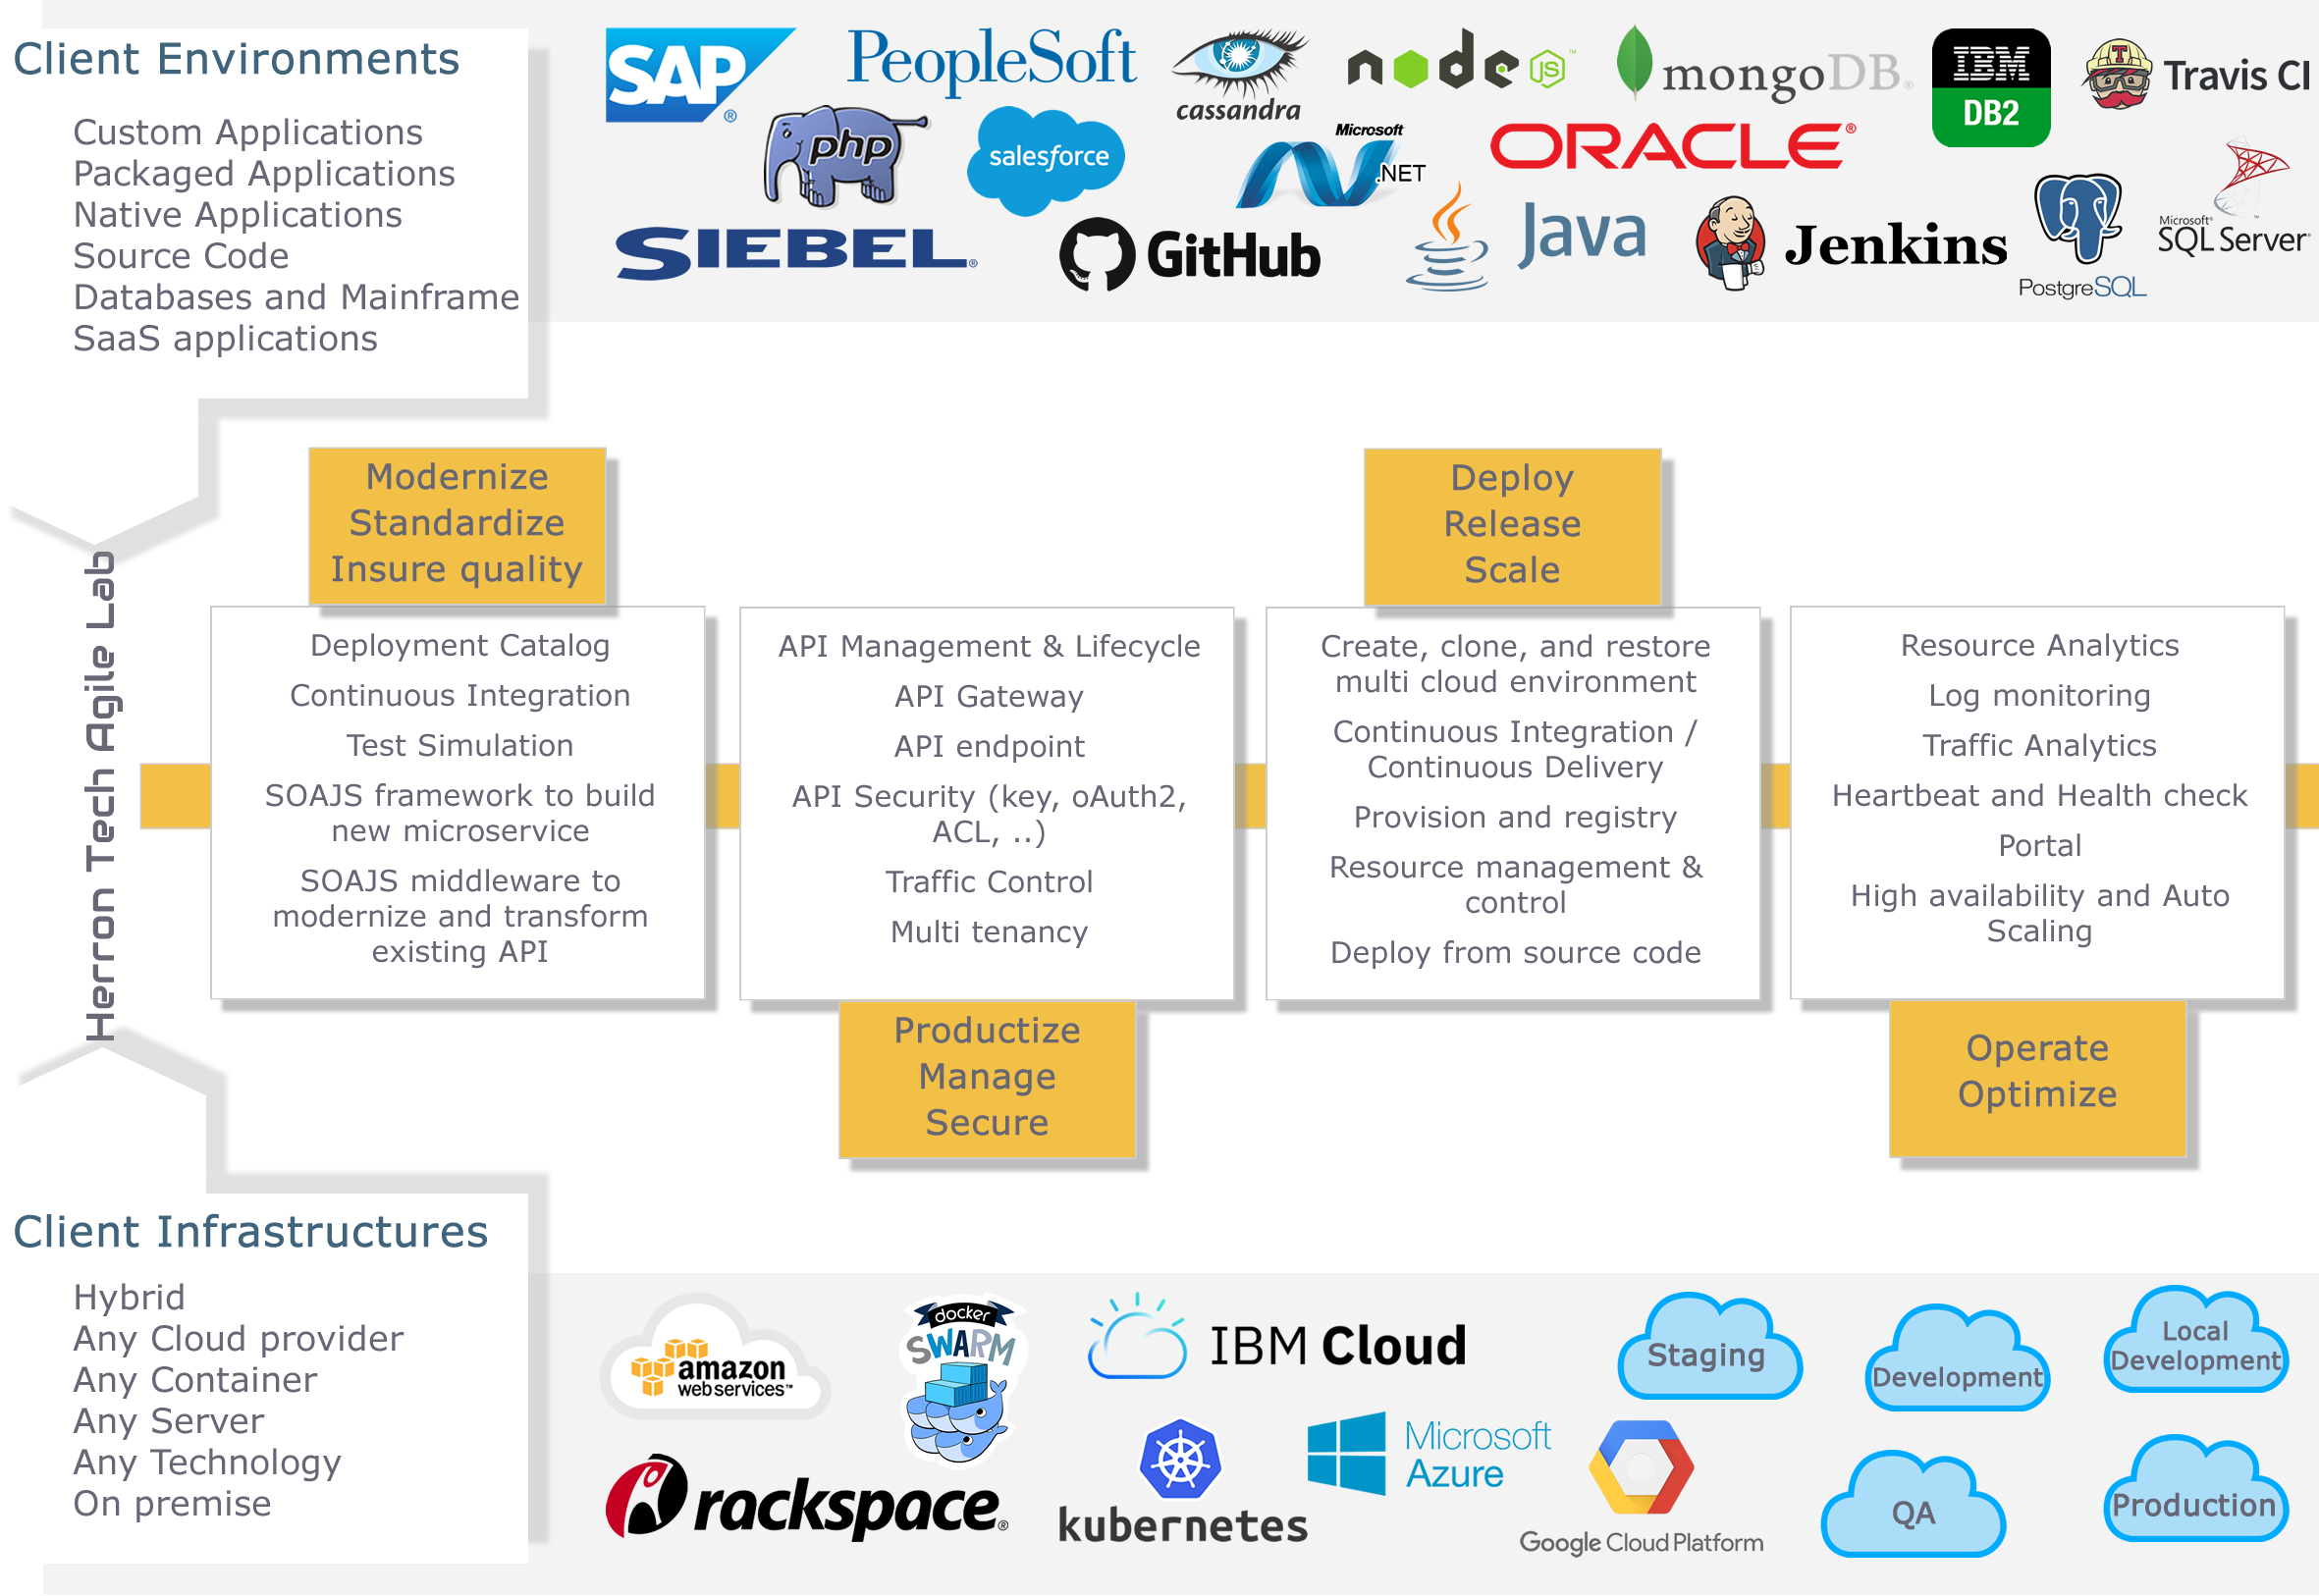 Client Environments
Custom Applications
Packaged Applications
Native Applications
Source Code
Databases and Mainframe
SaaS applications
SAP®
PeopleSoft
cassandra
node JS™
mongoDB®
IBM
DB2
T
Travis CI
php
salesforce
Microsoft
.NET
ORACLE®
SIEBEL®
GitHub
Java
Jenkins
PostgreSQL
Microsoft®
SQL Server®
Herron Tech Agile Lab
Modernize
Standardize
Insure quality
Deployment Catalog
Continuous Integration
Test Simulation
SOAJS framework to build
new microservice
SOAJS middleware to
modernize and transform
existing API
API Management & Lifecycle
API Gateway
API endpoint
API Security (key, oAuth2,
ACL, ..)
Traffic Control
Multi tenancy
Productize
Manage
Secure
Deploy
Release
Scale
Create, clone, and restore
multi cloud environment
Continuous Integration /
Continuous Delivery
Provision and registry
Resource management &
control
Deploy from source code
Resource Analytics
Log monitoring
Traffic Analytics
Heartbeat and Health check
Portal
High availability and Auto
Scaling
Operate
Optimize
Client Infrastructures
Hybrid
Any Cloud provider
Any Container
Any Server
Any Technology
On premise
amazon
webservices™
docker
SWARM
IBM Cloud
rackspace®
kubernetes
Microsoft
Azure
Google Cloud Platform
Staging
Development
Local
Development
QA
Production